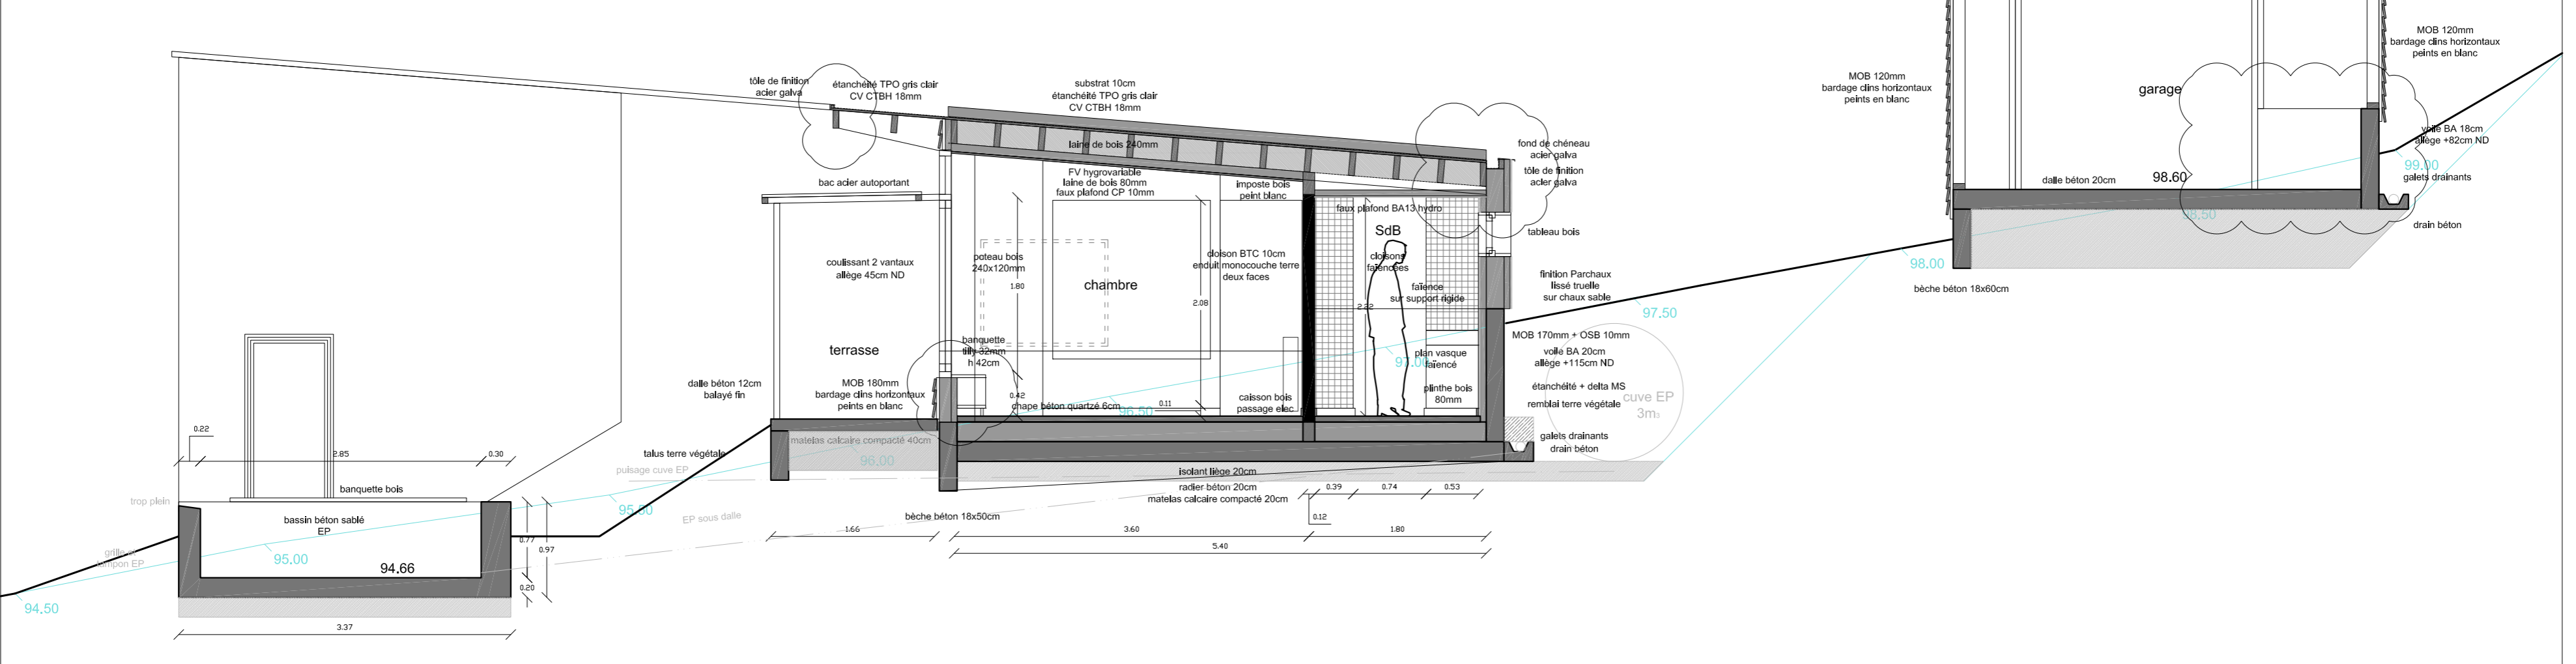 tôle de finition
acier galva
étanchéité TPO gris clair
CV CTBH 18mm
substrat 10cm
étanchéité TPO gris clair
CV CTBH 18mm
laine de bois 240mm
FV hygrovariable
laine de bois 80mm
faux plafond CP 10mm
imposte bois
peint blanc
fond de chéneau
acier galva
tôle de finition
acier galva
bac acier autoportant
faux plafond BA13 hydro
SdB
tableau bois
coulissant 2 vantaux
allège 45cm ND
poteau bois
240x120mm
1.80
chambre
2.08
cloison BTC 10cm
enduit monocouche terre
deux faces
cloisons
faïencées
faïence
sur support rigide
2.22
finition Parchaux
lissé truelle
sur chaux sable
97.50
terrasse
banquette
tilly 32mm
h 42cm
0.42
97.00
plan vasque
faïencé
plinthe bois
80mm
MOB 170mm + OSB 10mm
voile BA 20cm
allège +115cm ND
étanchéité + delta MS
remblai terre végétale
cuve EP
3m3
galets drainants
drain béton
dalle béton 12cm
balayé fin
MOB 180mm
bardage clins horizontaux
peints en blanc
chape béton quartzé 6cm
96.50
0.11
caisson bois
passage elec
matelas calcaire compacté 40cm
96.00
talus terre végétale
puisage cuve EP
isolant liège 20cm
radier béton 20cm
matelas calcaire compacté 20cm
0.39
0.74
0.53
0.12
bèche béton 18x50cm
EP sous dalle
1.66
3.60
1.80
5.40
0.22
2.85
0.30
banquette bois
trop plein
bassin béton sablé
EP
95.50
95.00
94.66
0.77
0.97
0.20
grille et
tampon EP
94.50
3.37
MOB 120mm
bardage clins horizontaux
peints en blanc
garage
MOB 120mm
bardage clins horizontaux
peints en blanc
voile BA 18cm
allège +82cm ND
99.00
galets drainants
dalle béton 20cm
98.60
98.50
drain béton
98.00
bèche béton 18x60cm